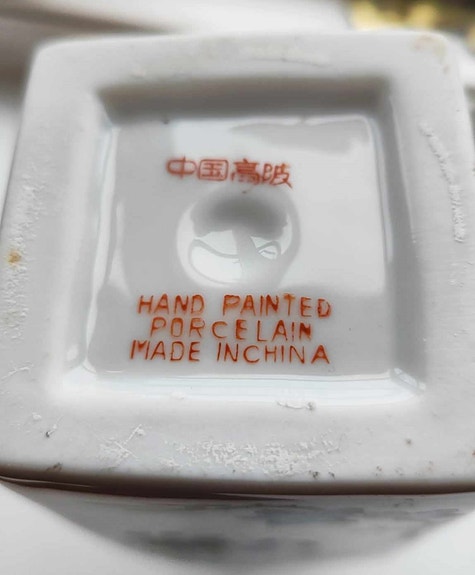 中国高陂
HAND PAINTED
PORCELAIN
MADE INCHINA